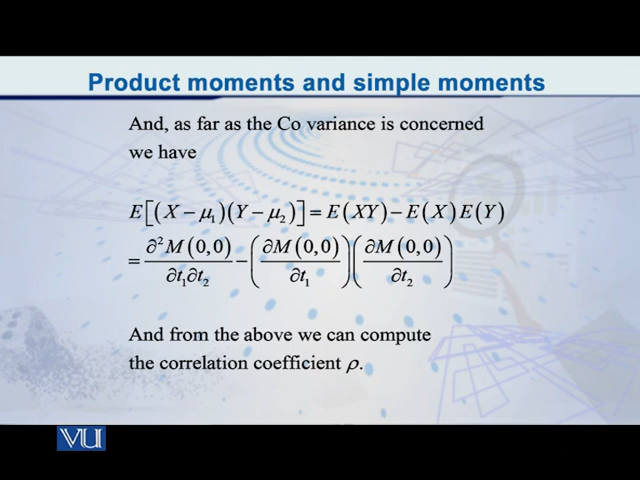 Product moments and simple moments
And, as far as the Co variance is concerned
we have
E[(X − μ₁)(Y − μ₂)] = E(XY) − E(X)E(Y)
= ∂²M(0,0)/∂t₁∂t₂ − (∂M(0,0)/∂t₁)(∂M(0,0)/∂t₂)
And from the above we can compute
the correlation coefficient ρ.
VU